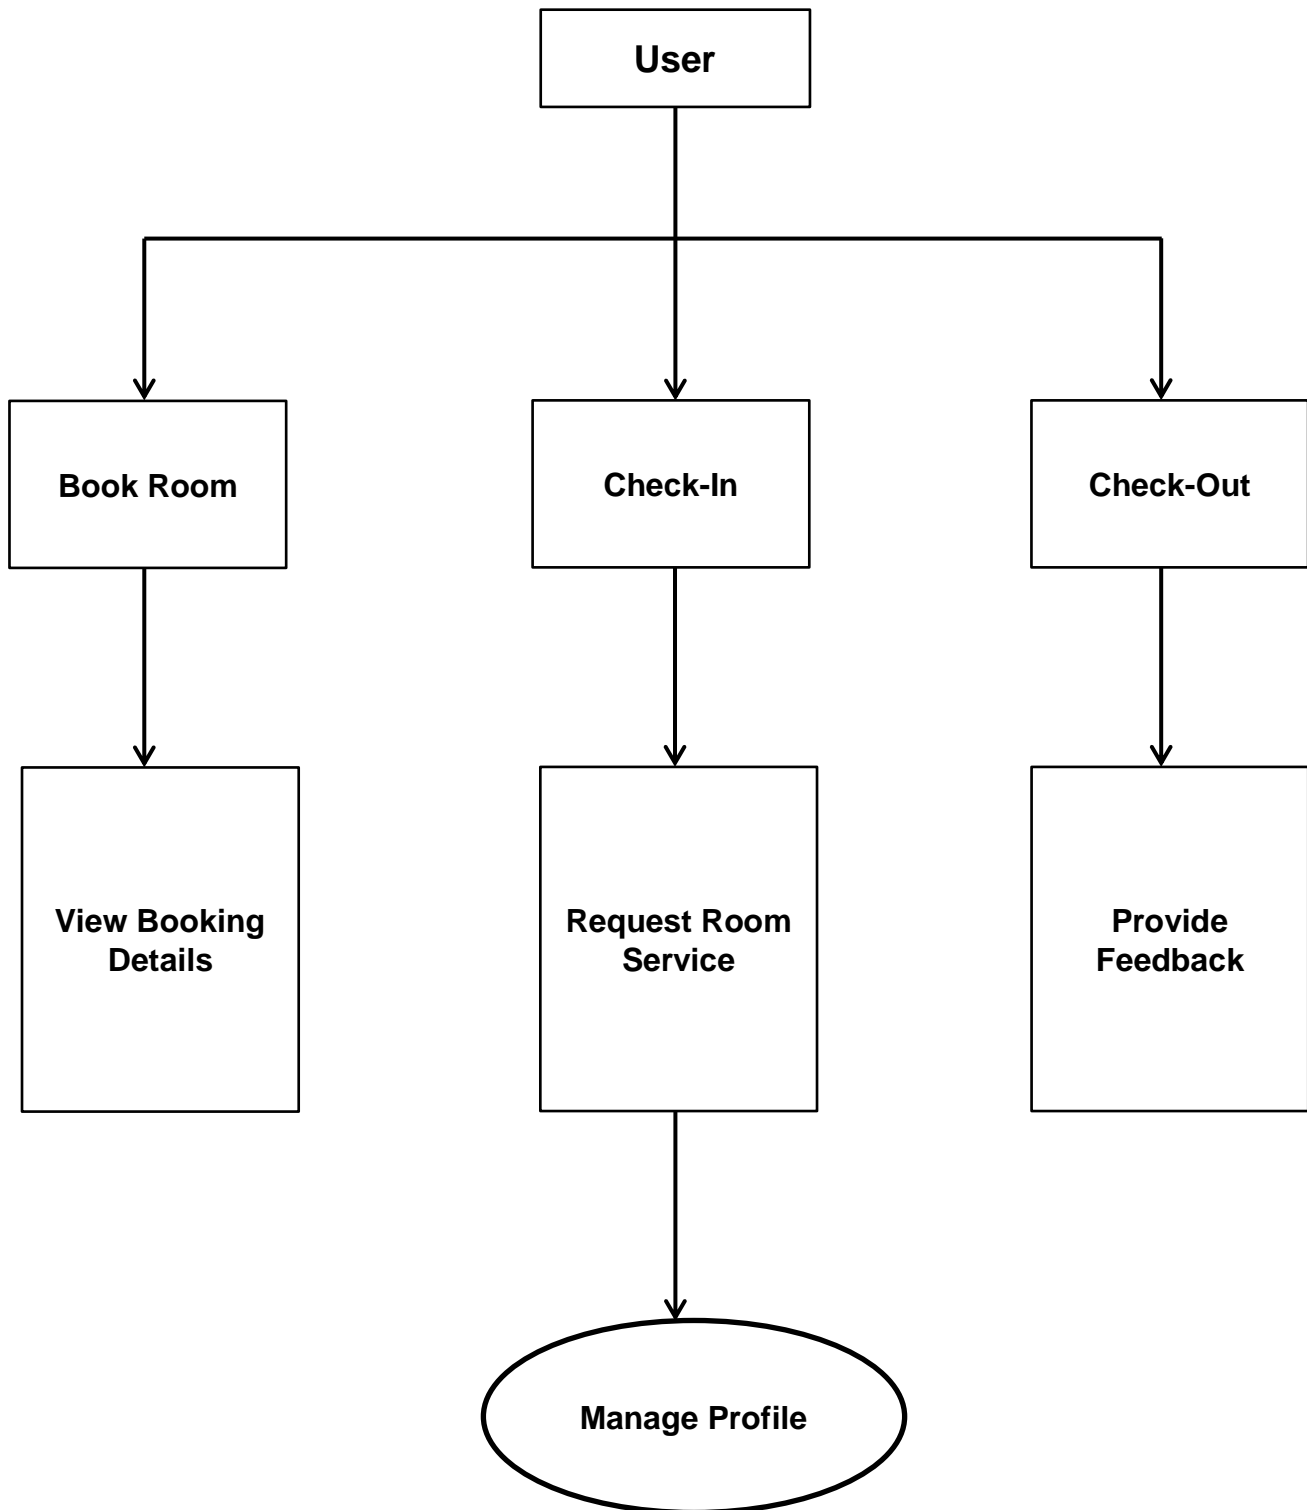 User
Book Room
Check-In
Check-Out
View Booking
Details
Request Room
Service
Provide
Feedback
Manage Profile